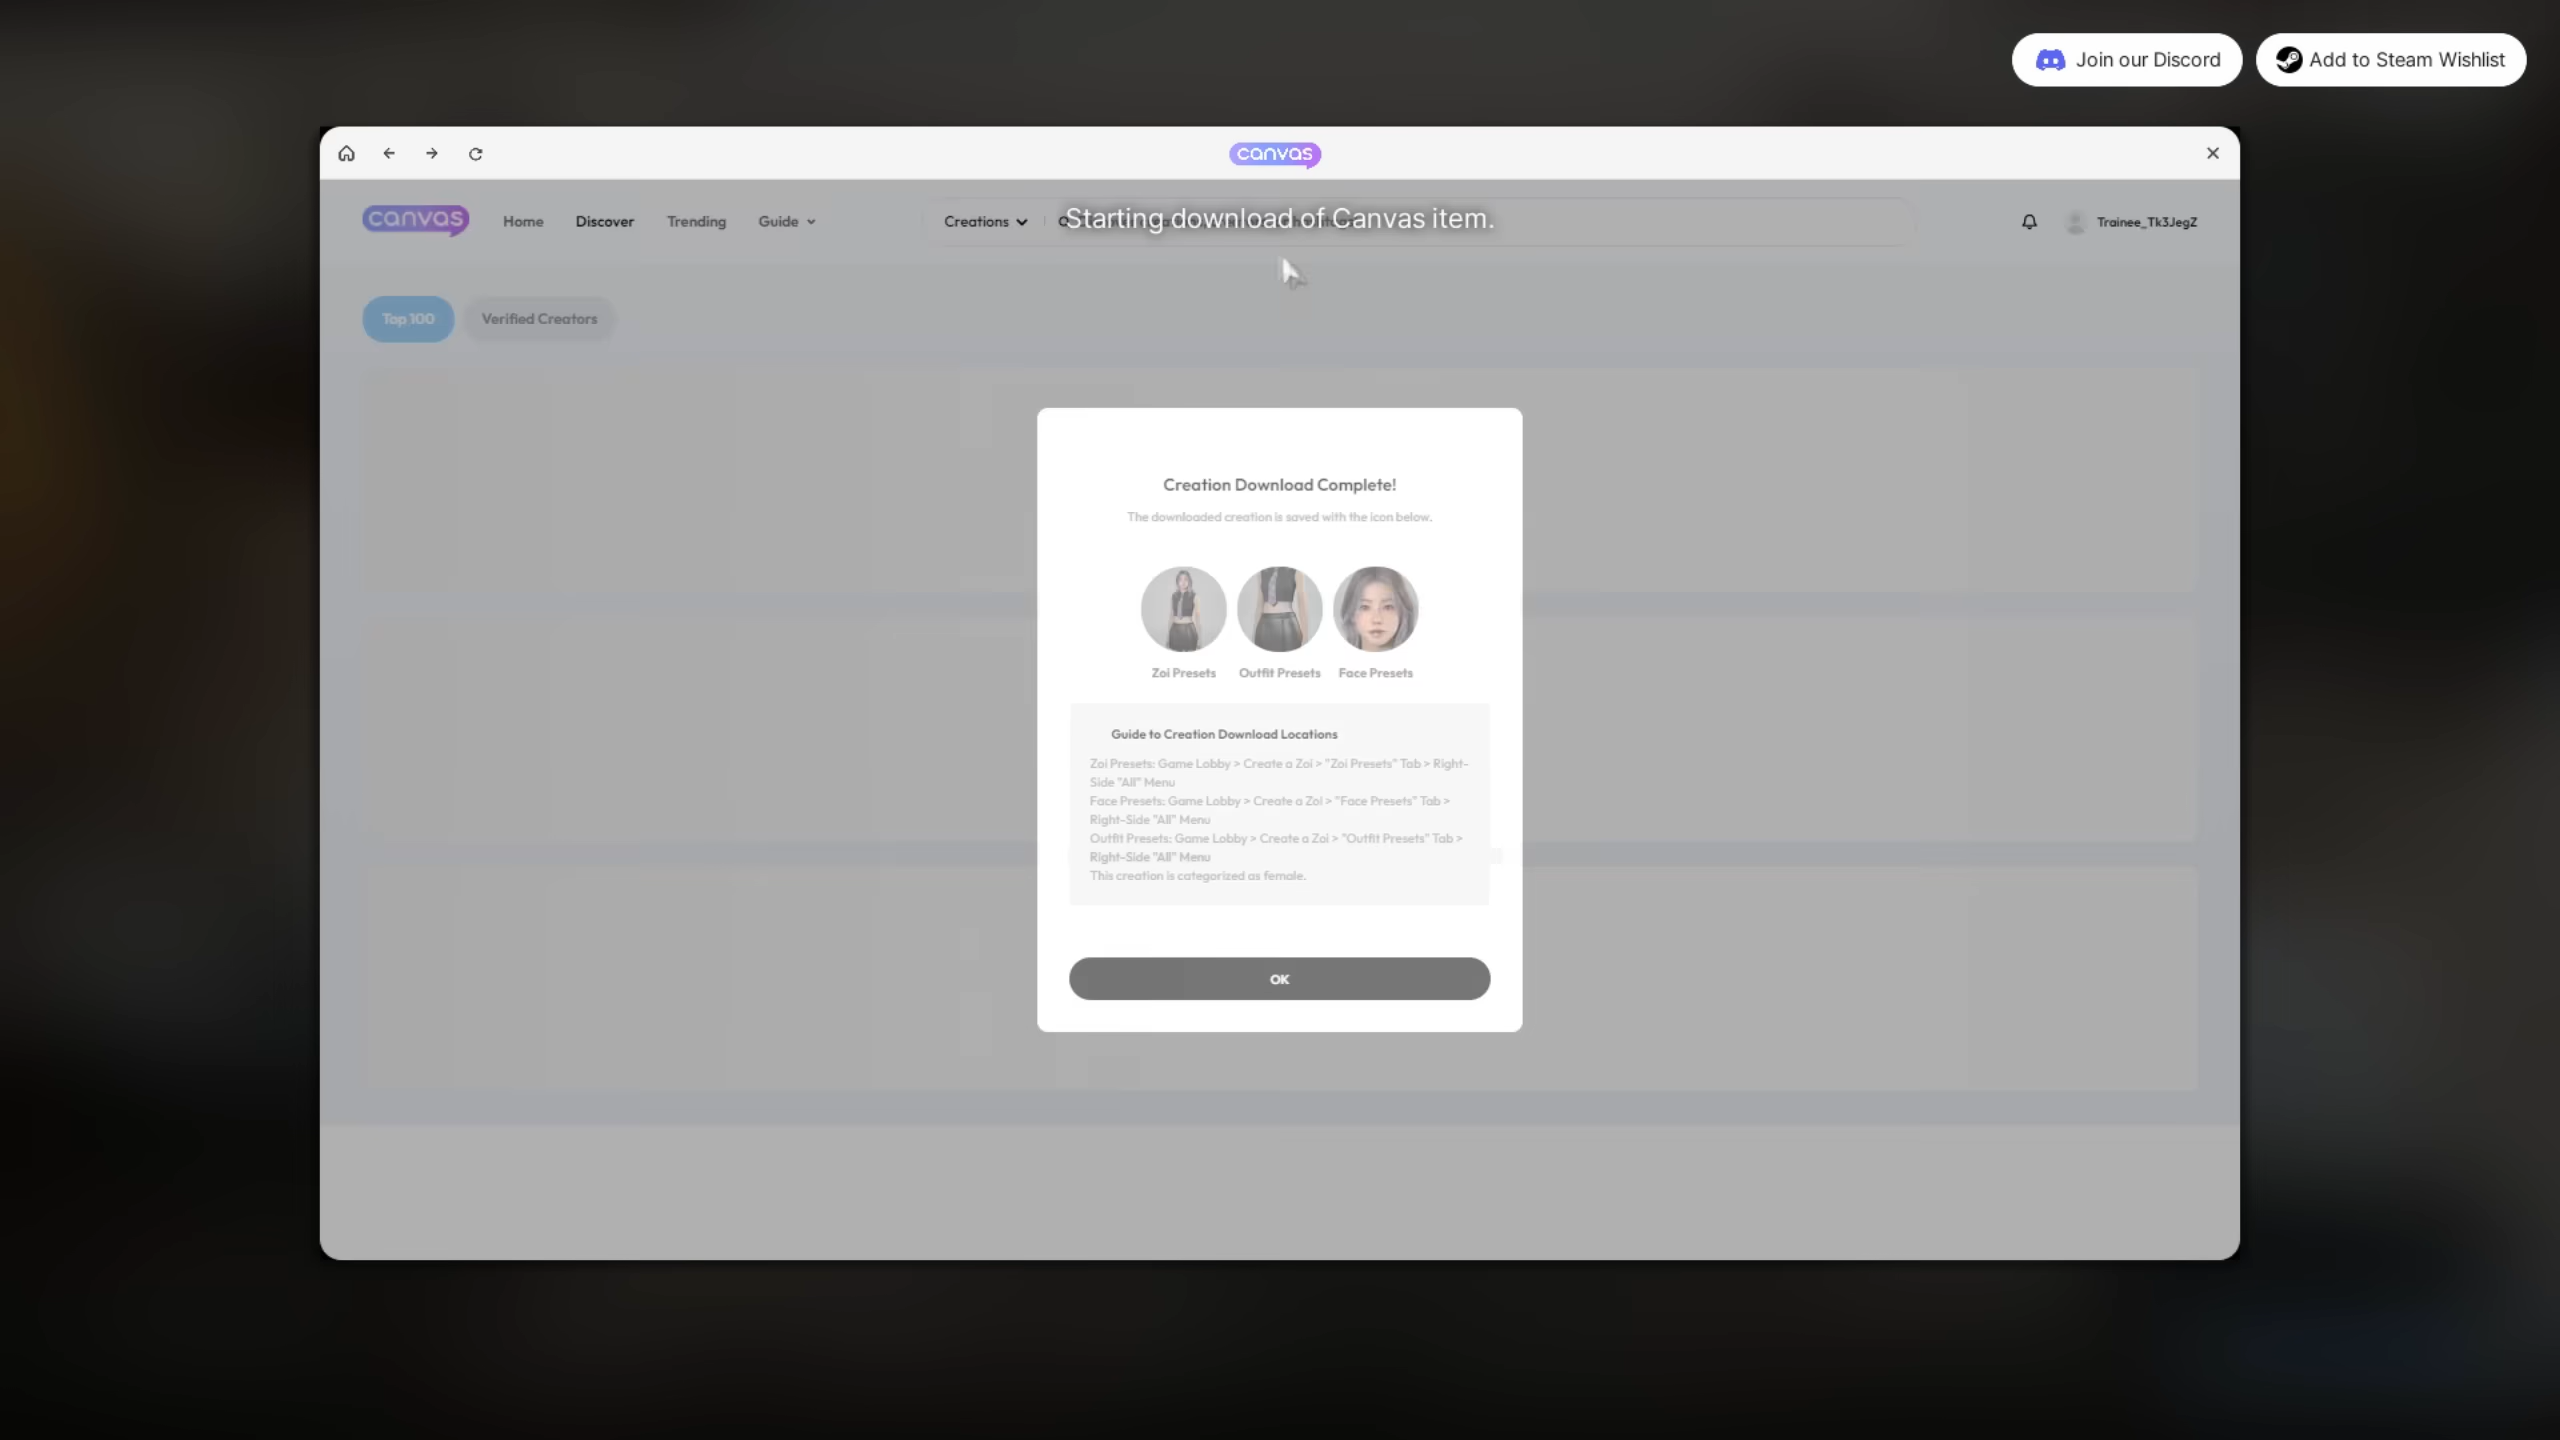 Join our Discord
Add to Steam Wishlist
canvas
canvas
Home
Discover
Trending
Guide
Creations
Starting download of Canvas item.
Trainee_Tk3JegZ
Top 100
Verified Creators
Creation Download Complete!
The downloaded creation is saved with the icon below.
Zoi Presets
Outfit Presets
Face Presets
Guide to Creation Download Locations
Zoi Presets: Game Lobby > Create a Zoi > "Zoi Presets" Tab > Right-
Side "All" Menu
Face Presets: Game Lobby > Create a Zoi > "Face Presets" Tab >
Right-Side "All" Menu
Outfit Presets: Game Lobby > Create a Zoi > "Outfit Presets" Tab >
Right-Side "All" Menu
This creation is categorized as female.
OK